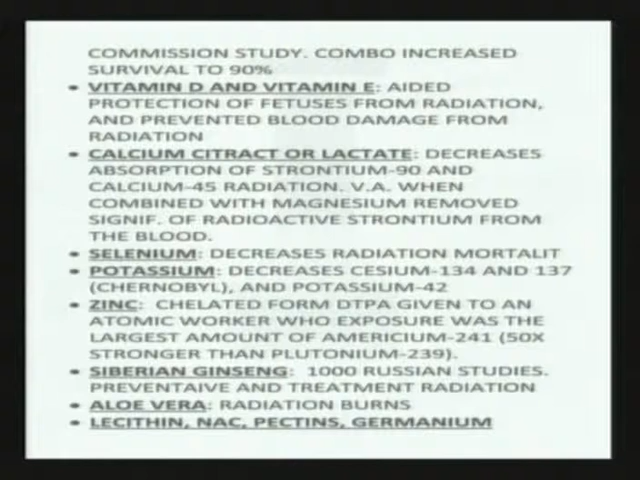 COMMISSION STUDY. COMBO INCREASED
SURVIVAL TO 90%
• VITAMIN D AND VITAMIN E: AIDED
PROTECTION OF FETUSES FROM RADIATION,
AND PREVENTED BLOOD DAMAGE FROM
RADIATION
• CALCIUM CITRACT OR LACTATE: DECREASES
ABSORPTION OF STRONTIUM-90 AND
CALCIUM-45 RADIATION. V.A. WHEN
COMBINED WITH MAGNESIUM REMOVED
SIGNIF. OF RADIOACTIVE STRONTIUM FROM
THE BLOOD.
• SELENIUM: DECREASES RADIATION MORTALIT
• POTASSIUM: DECREASES CESIUM-134 AND 137
(CHERNOBYL), AND POTASSIUM-42
• ZINC: CHELATED FORM DTPA GIVEN TO AN
ATOMIC WORKER WHO EXPOSURE WAS THE
LARGEST AMOUNT OF AMERICIUM-241 (50X
STRONGER THAN PLUTONIUM-239).
• SIBERIAN GINSENG: 1000 RUSSIAN STUDIES.
PREVENTAIVE AND TREATMENT RADIATION
• ALOE VERA: RADIATION BURNS
• LECITHIN, NAC, PECTINS, GERMANIUM